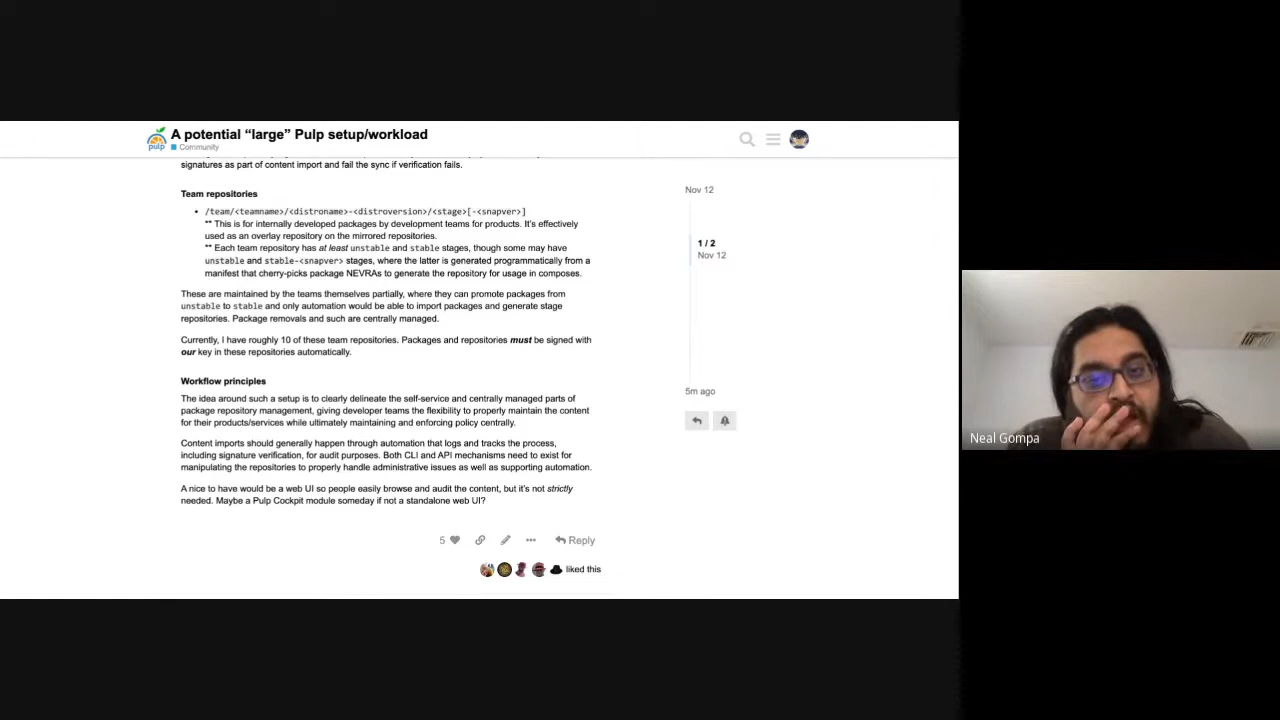 A potential “large” Pulp setup/workload
pulp
Community
signatures as part of content import and fail the sync if verification fails.
Team repositories
• /team/<teamname>/<distroname>-<distroversion>/<stage>[-<snapver>]
** This is for internally developed packages by development teams for products. It’s effectively
used as an overlay repository on the mirrored repositories.
** Each team repository has at least unstable and stable stages, though some may have
unstable and stable-<snapver> stages, where the latter is generated programmatically from a
manifest that cherry-picks package NEVRAs to generate the repository for usage in composes.
These are maintained by the teams themselves partially, where they can promote packages from
unstable to stable and only automation would be able to import packages and generate stage
repositories. Package removals and such are centrally managed.
Currently, I have roughly 10 of these team repositories. Packages and repositories must be signed with
our key in these repositories automatically.
Workflow principles
The idea around such a setup is to clearly delineate the self-service and centrally managed parts of
package repository management, giving developer teams the flexibility to properly maintain the content
for their products/services while ultimately maintaining and enforcing policy centrally.
Content imports should generally happen through automation that logs and tracks the process,
including signature verification, for audit purposes. Both CLI and API mechanisms need to exist for
manipulating the repositories to properly handle administrative issues as well as supporting automation.
A nice to have would be a web UI so people easily browse and audit the content, but it’s not strictly
needed. Maybe a Pulp Cockpit module someday if not a standalone web UI?
5
Reply
liked this
Nov 12
1 / 2
Nov 12
5m ago
Neal Gompa